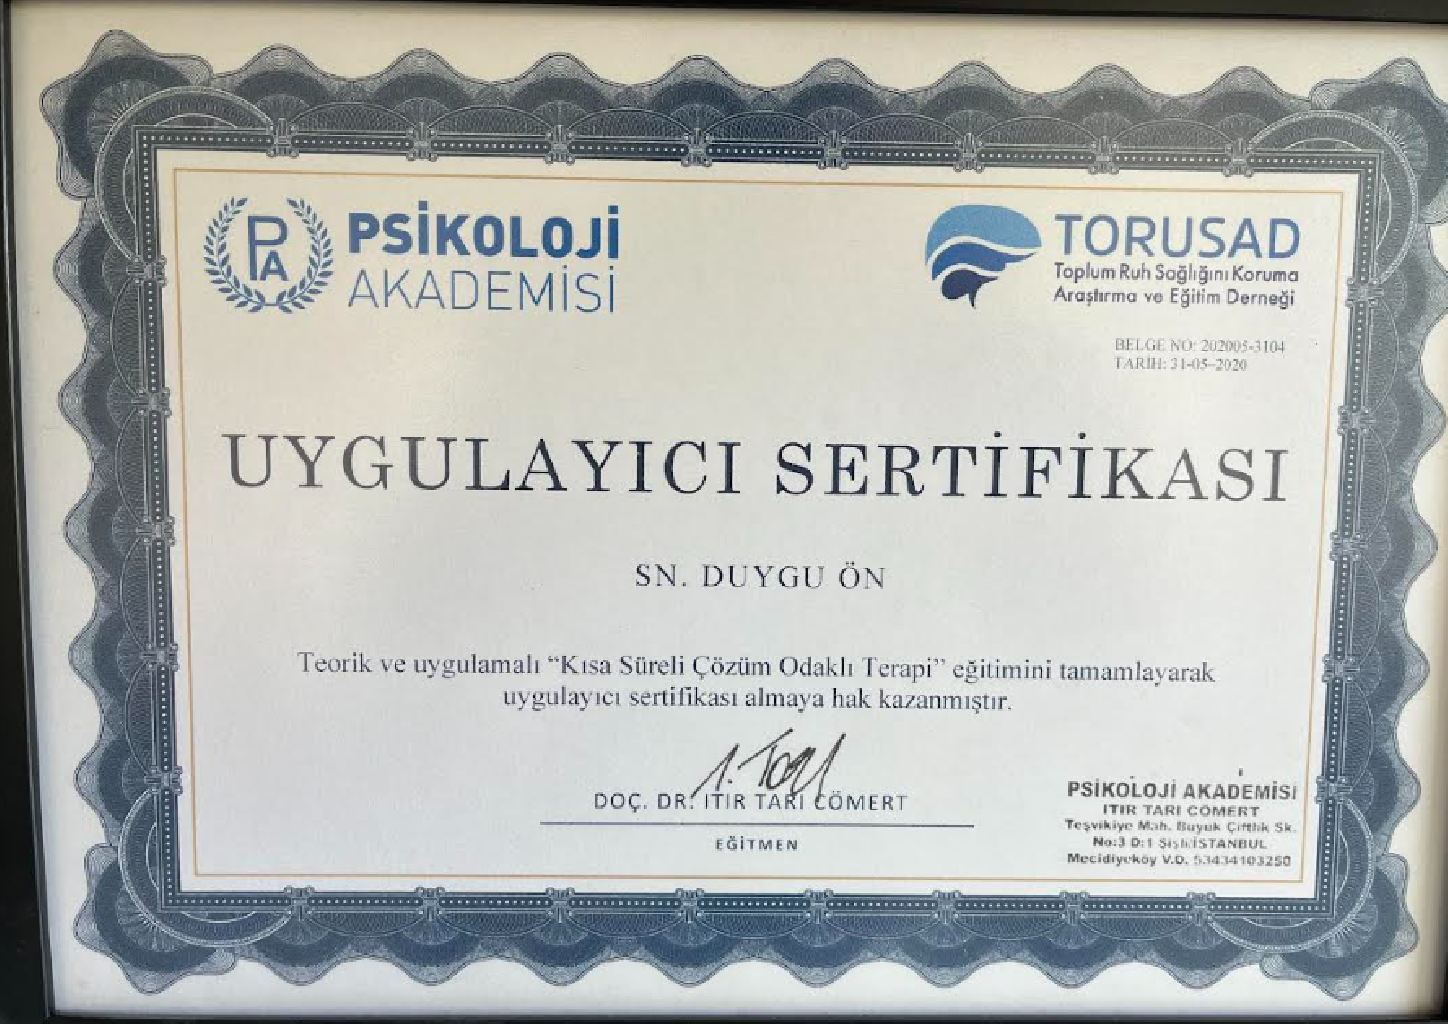 PA
PSİKOLOJİ
AKADEMİSİ
TORUSAD
Toplum Ruh Sağlığını Koruma
Araştırma ve Eğitim Derneği
BELGE NO: 202005-3104
TARİH: 31-05-2020
UYGULAYICI SERTİFİKASI
SN. DUYGU ÖN
Teorik ve uygulamalı “Kısa Süreli Çözüm Odaklı Terapi” eğitimini tamamlayarak
uygulayıcı sertifikası almaya hak kazanmıştır.
DOÇ. DR. ITIR TARI CÖMERT
EĞİTMEN
PSİKOLOJİ AKADEMİSİ
ITIR TARI CÖMERT
Teşvikiye Mah. Büyük Çiftlik Sk.
No:3 D:1 Şişli/İSTANBUL
Mecidiyeköy V.D. 53434103250